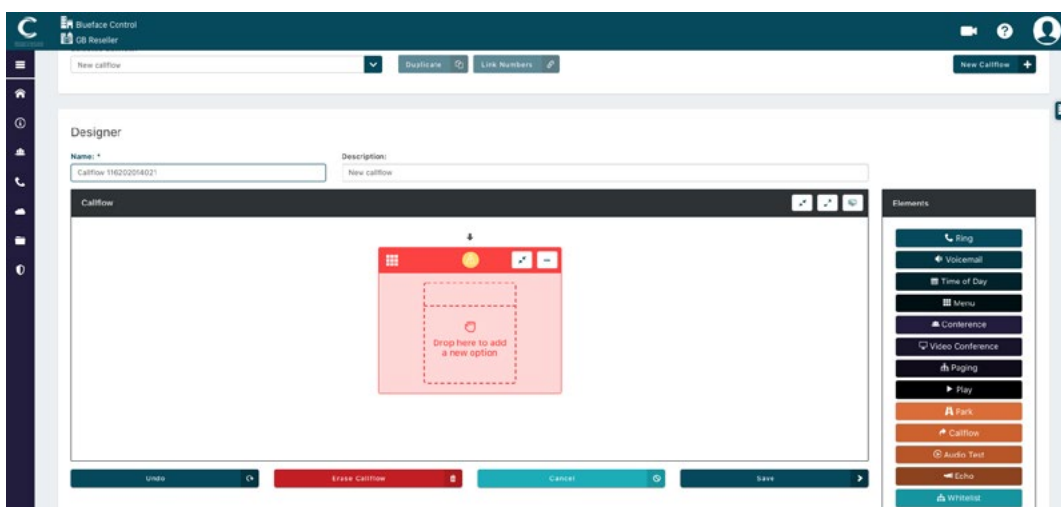 Blueface Control
GB Reseller
New callflow
Duplicate
Link Numbers
New Callflow
Designer
Name: *
Description:
Callflow 116202014021
New callflow
Callflow
Elements
Drop here to add
a new option
Ring
Voicemail
Time of Day
Menu
Conference
Video Conference
Paging
Play
Park
Callflow
Audio Test
Echo
Whitelist
Undo
Erase Callflow
Cancel
Save